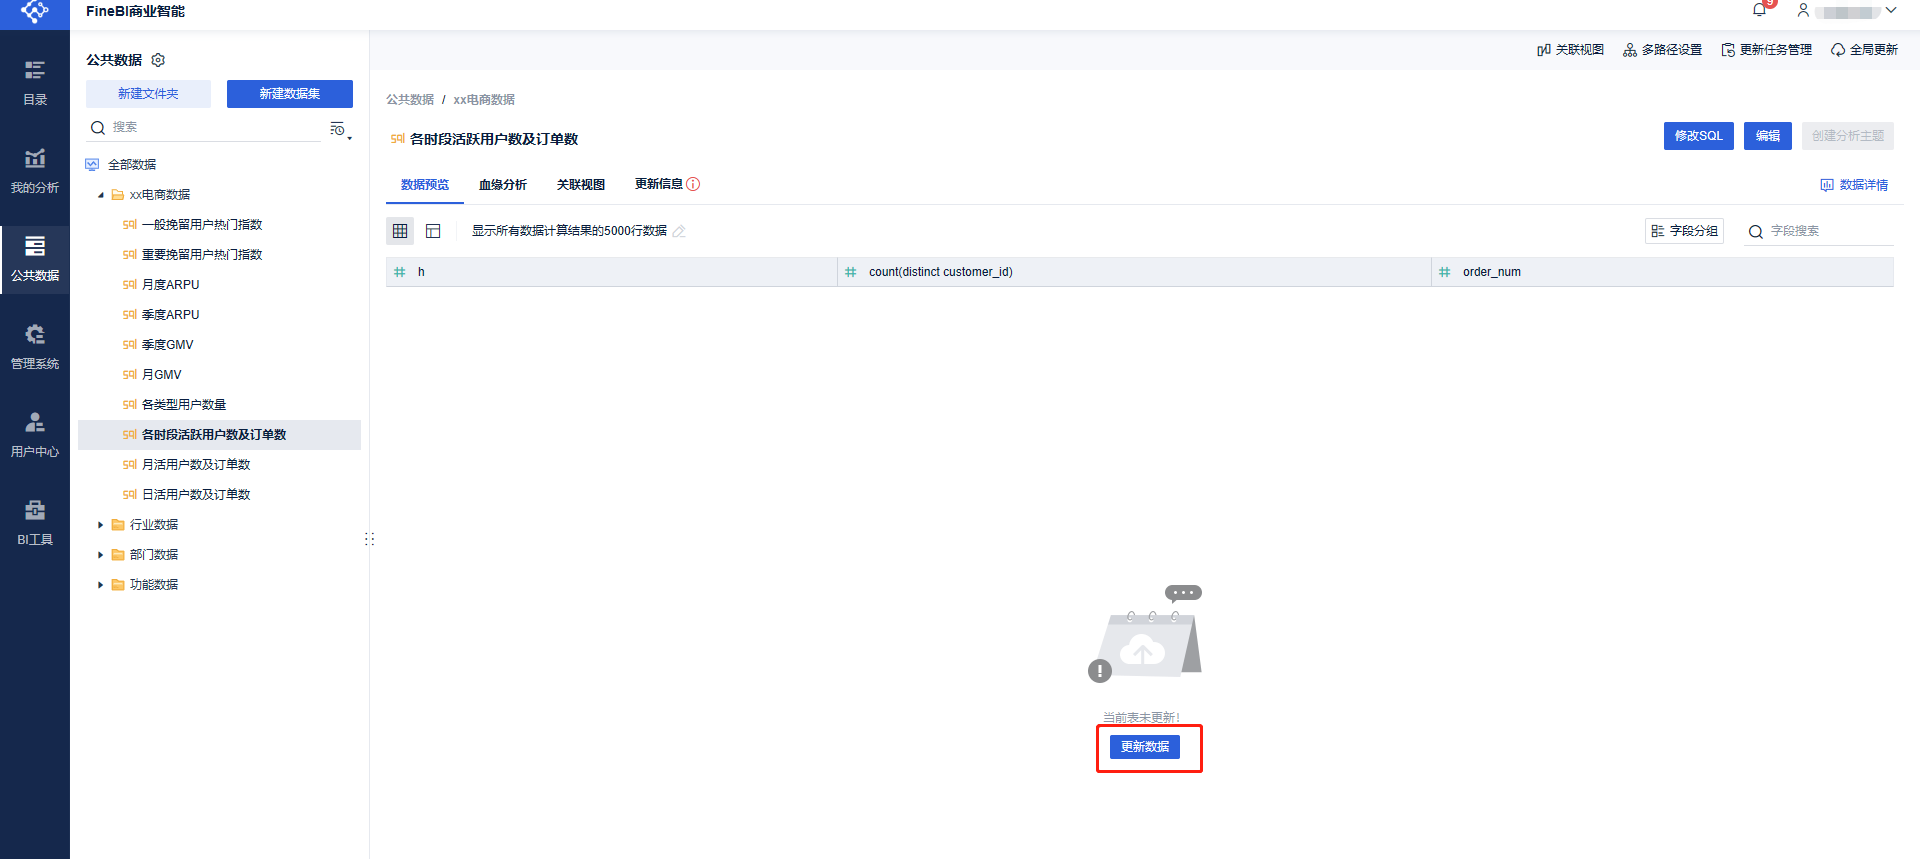 FineBI商业智能
9
目录
我的分析
公共数据
管理系统
用户中心
BI工具
公共数据
新建文件夹
新建数据集
搜索
全部数据
xx电商数据
sql 一般挽留用户热门指数
sql 重要挽留用户热门指数
sql 月度ARPU
sql 季度ARPU
sql 季度GMV
sql 月GMV
sql 各类型用户数量
sql 各时段活跃用户数及订单数
sql 月活用户数及订单数
sql 日活用户数及订单数
行业数据
部门数据
功能数据
关联视图
多路径设置
更新任务管理
全局更新
公共数据 / xx电商数据
sql 各时段活跃用户数及订单数
修改SQL
编辑
创建分析主题
数据预览
血缘分析
关联视图
更新信息
数据详情
显示所有数据计算结果的5000行数据
字段分组
字段搜索
# h
# count(distinct customer_id)
# order_num
当前表未更新!
更新数据